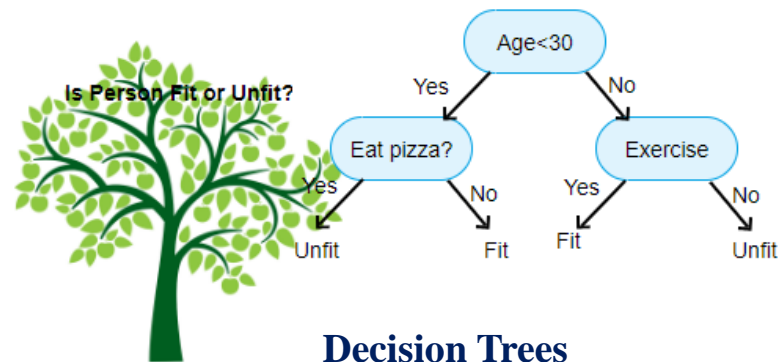 Age<30
Is Person Fit or Unfit?
Yes
No
Eat pizza?
Exercise
Yes
No
Yes
No
Unfit
Fit
Fit
Unfit
Decision Trees